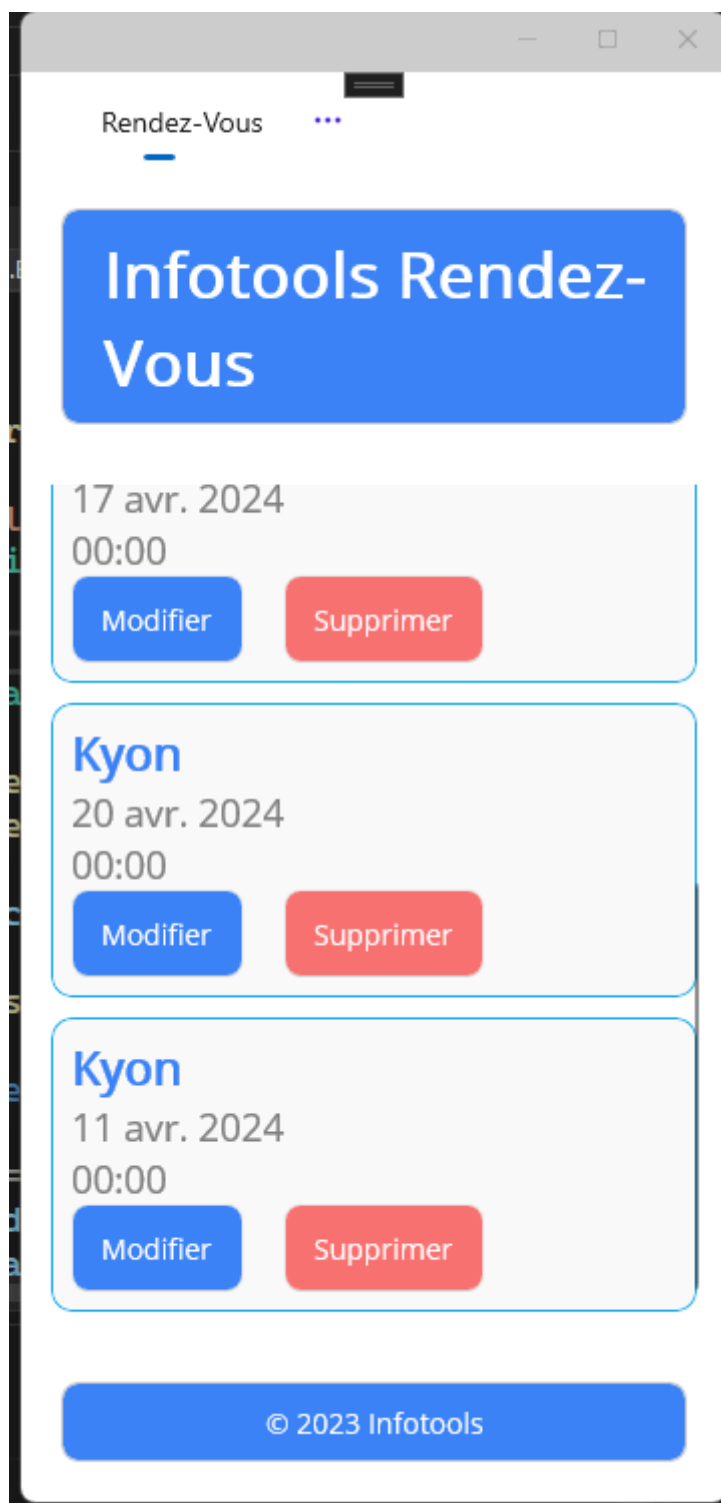 Rendez-Vous
Infotools Rendez-
Vous
17 avr. 2024
00:00
Modifier Supprimer
Kyon
20 avr. 2024
00:00
Modifier Supprimer
Kyon
11 avr. 2024
00:00
Modifier Supprimer
© 2023 Infotools